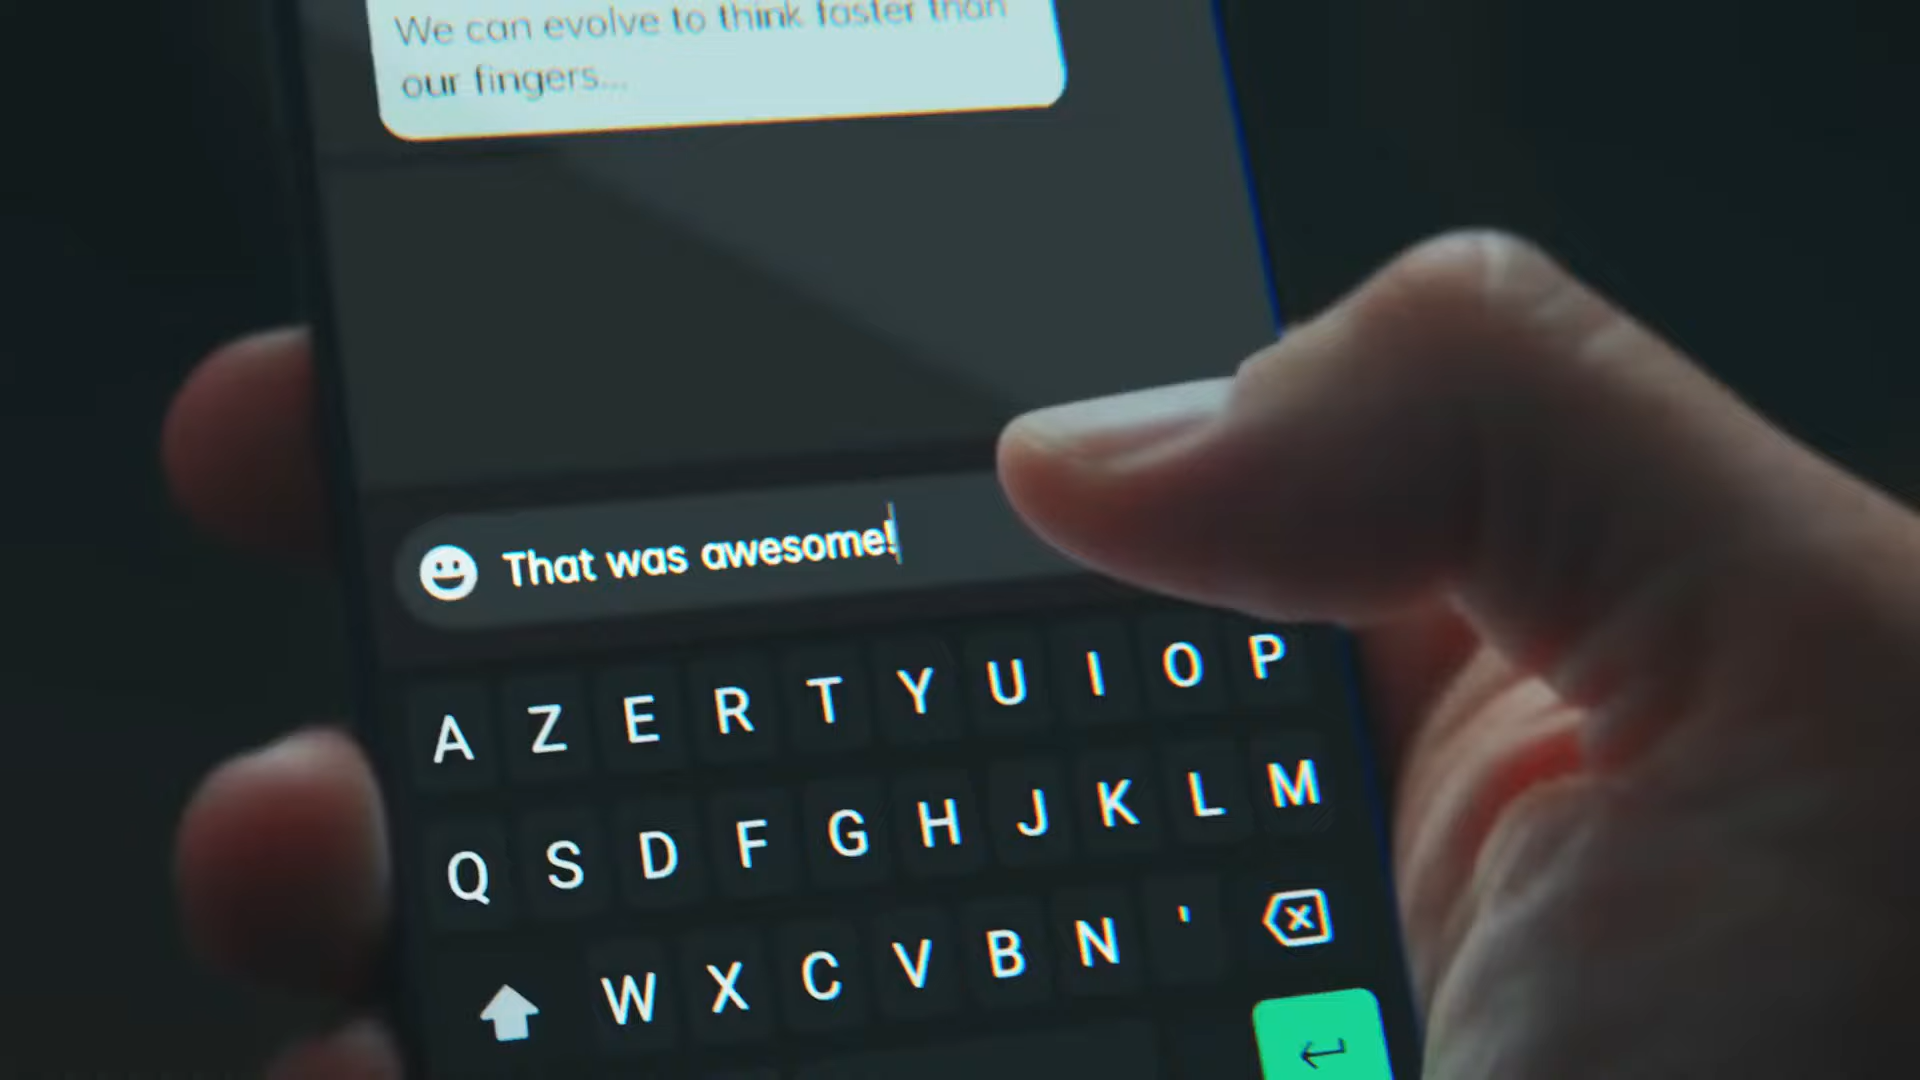 We can evolve to think faster than
our fingers...
That was awesome!
A Z E R T Y U I O P
Q S D F G H J K L M
W X C V B N '